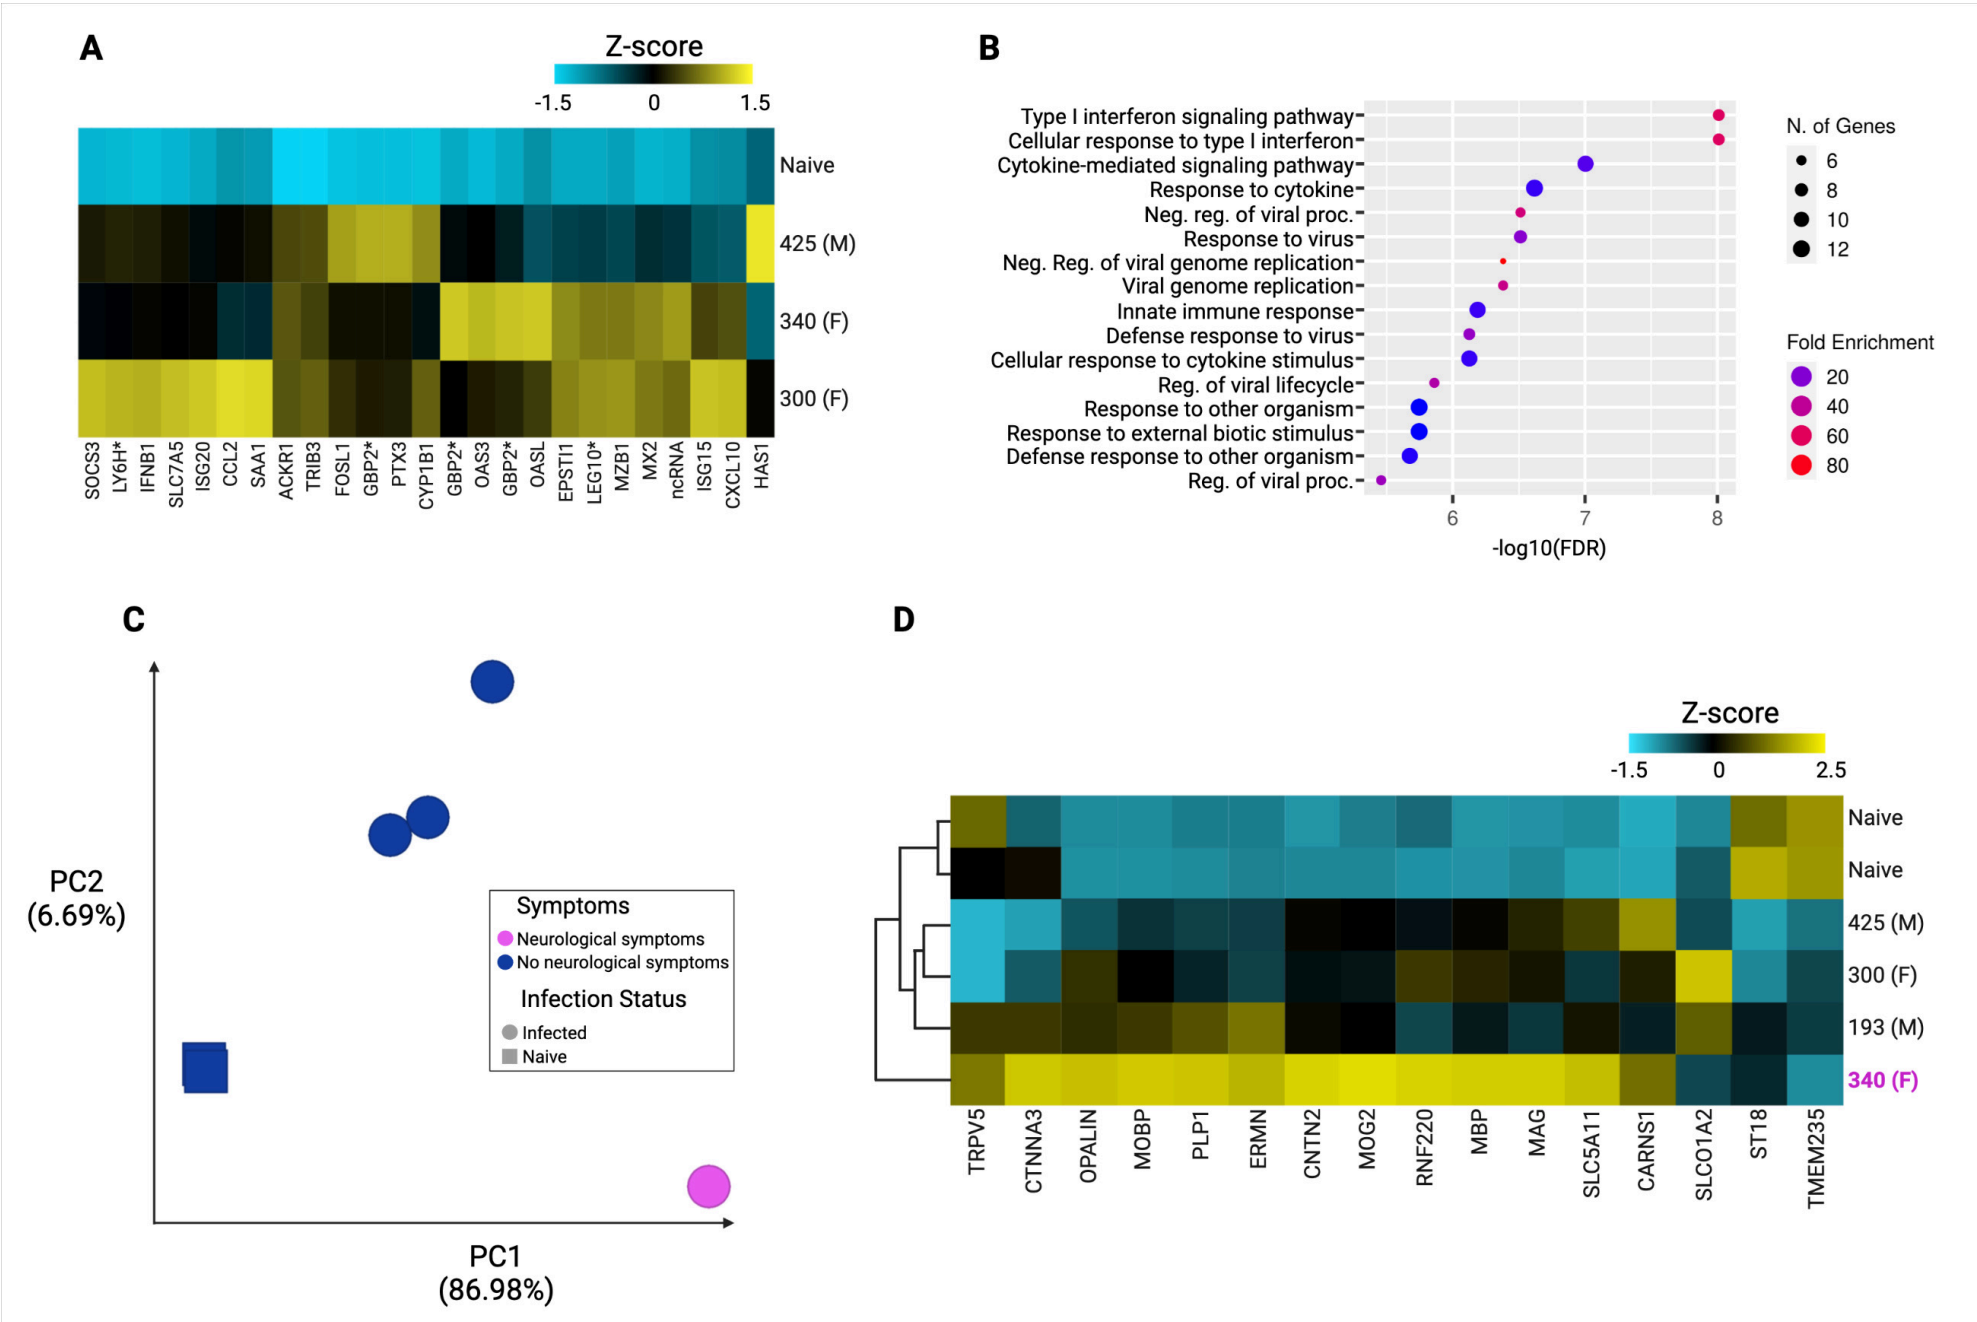 A
Z-score
-1.5 0 1.5
Naive
425 (M)
340 (F)
300 (F)
SOCS3
LY6H*
IFNB1
SLC7A5
ISG20
CCL2
SAA1
ACKR1
TRIB3
FOSL1
GBP2*
PTX3
CYP1B1
GBP2*
OAS3
GBP2*
OASL
EPSTI1
LEG10*
MZB1
MX2
ncRNA
ISG15
CXCL10
HAS1
B
Type I interferon signaling pathway
Cellular response to type I interferon
Cytokine-mediated signaling pathway
Response to cytokine
Neg. reg. of viral proc.
Response to virus
Neg. Reg. of viral genome replication
Viral genome replication
Innate immune response
Defense response to virus
Cellular response to cytokine stimulus
Reg. of viral lifecycle
Response to other organism
Response to external biotic stimulus
Defense response to other organism
Reg. of viral proc.
6 7 8
-log10(FDR)
N. of Genes
6
8
10
12
Fold Enrichment
20
40
60
80
C
PC2
(6.69%)
Symptoms
Neurological symptoms
No neurological symptoms
Infection Status
Infected
Naive
PC1
(86.98%)
D
Z-score
-1.5 0 2.5
Naive
Naive
425 (M)
300 (F)
193 (M)
340 (F)
TRPV5
CTNNA3
OPALIN
MOBP
PLP1
ERMN
CNTN2
MOG2
RNF220
MBP
MAG
SLC5A11
CARNS1
SLCO1A2
ST18
TMEM235